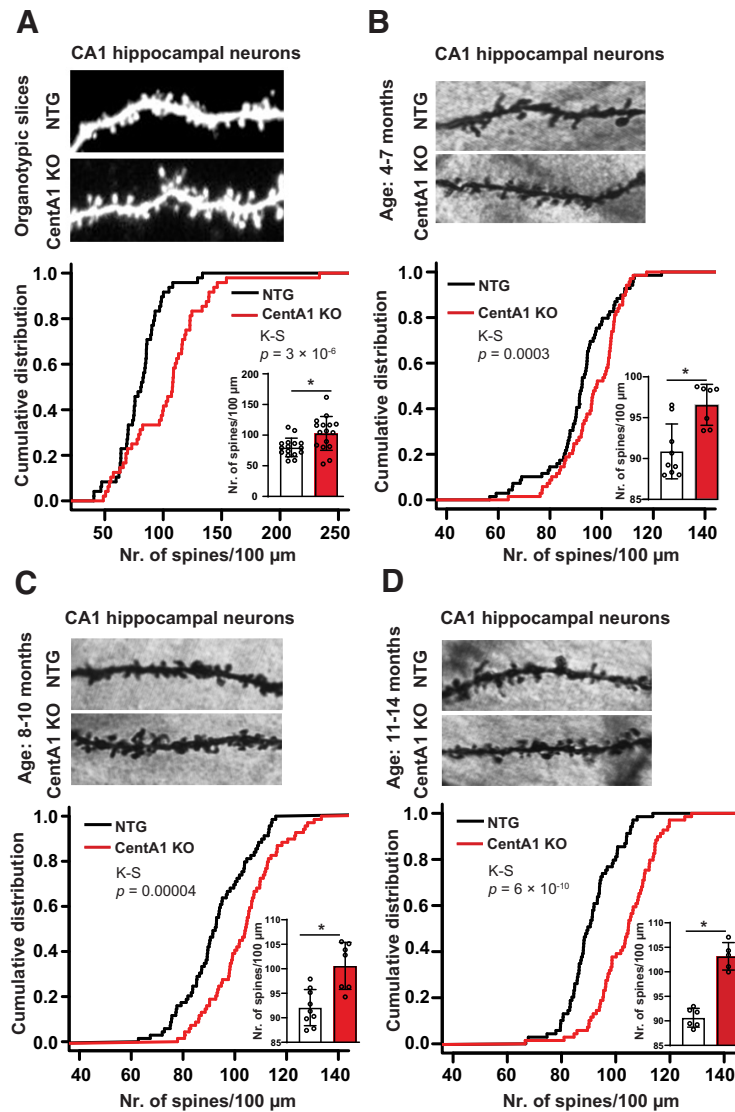 A
CA1 hippocampal neurons
Organotypic slices
NTG
CentA1 KO
Cumulative distribution
1.0
0.8
0.6
0.4
0.2
0.0
NTG
CentA1 KO
K-S
p = 3 × 10-6
Nr. of spines/100 µm
200
150
100
50
0
*
50 100 150 200 250
Nr. of spines/100 µm
B
CA1 hippocampal neurons
Age: 4-7 months
NTG
CentA1 KO
Cumulative distribution
1.0
0.8
0.6
0.4
0.2
0.0
NTG
CentA1 KO
K-S
p = 0.0003
Nr. of spines/100 µm
100
95
90
85
*
40 60 80 100 120 140
Nr. of spines/100 µm
C
CA1 hippocampal neurons
Age: 8-10 months
NTG
CentA1 KO
Cumulative distribution
1.0
0.8
0.6
0.4
0.2
0.0
NTG
CentA1 KO
K-S
p = 0.00004
Nr. of spines/100 µm
110
105
100
95
90
85
*
40 60 80 100 120 140
Nr. of spines/100 µm
D
CA1 hippocampal neurons
Age: 11-14 months
NTG
CentA1 KO
Cumulative distribution
1.0
0.8
0.6
0.4
0.2
0.0
NTG
CentA1 KO
K-S
p = 6 × 10-10
Nr. of spines/100 µm
110
105
100
95
90
85
*
40 60 80 100 120 140
Nr. of spines/100 µm